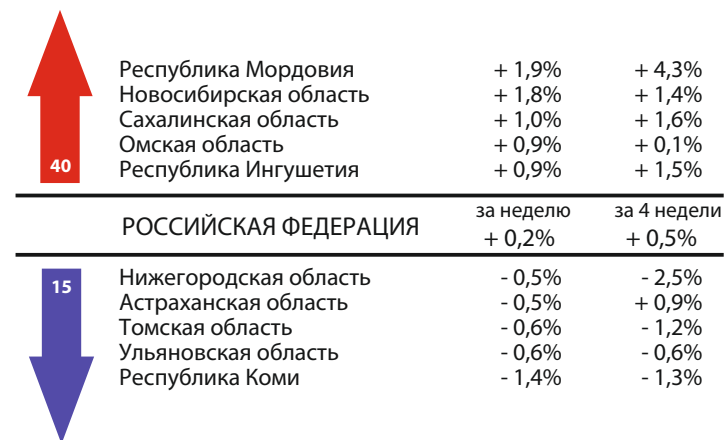 Республика Мордовия + 1,9% + 4,3%
Новосибирская область + 1,8% + 1,4%
Сахалинская область + 1,0% + 1,6%
Омская область + 0,9% + 0,1%
40 Республика Ингушетия + 0,9% + 1,5%
за неделю за 4 недели
РОССИЙСКАЯ ФЕДЕРАЦИЯ + 0,2% + 0,5%
15 Нижегородская область - 0,5% - 2,5%
Астраханская область - 0,5% + 0,9%
Томская область - 0,6% - 1,2%
Ульяновская область - 0,6% - 0,6%
Республика Коми - 1,4% - 1,3%